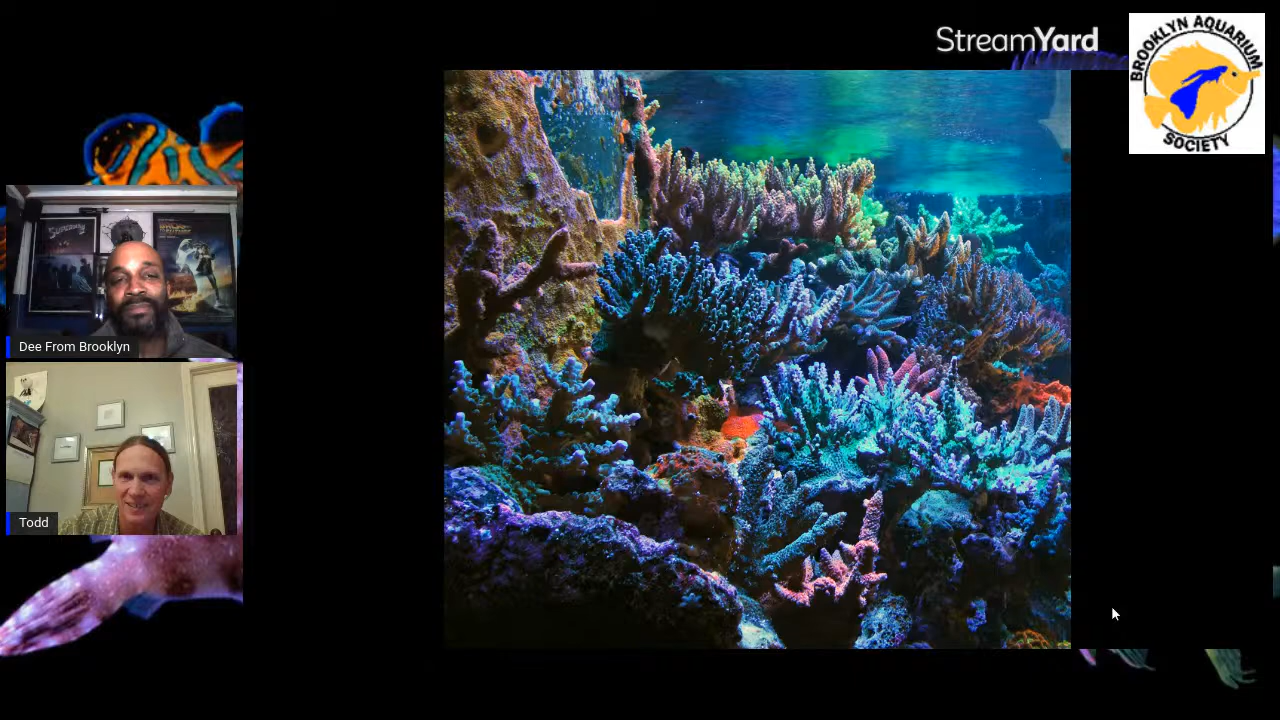 StreamYard
BROOKLYN AQUARIUM
SOCIETY
Dee From Brooklyn
Todd